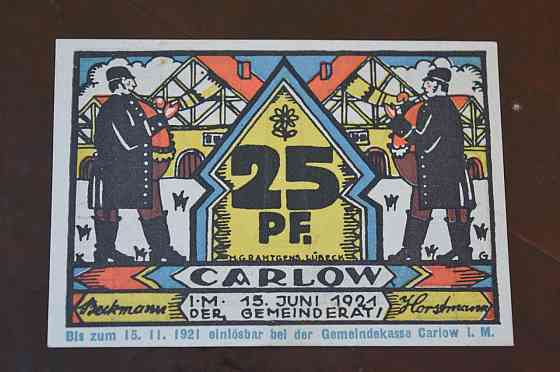 25
PF.
H.G.RAHTGENS, LÜBECK
K
G
CARLOW
Beckmann
I·M· 15. JUNI 1921
DER GEMEINDERAT
Horstmann
Bis zum 15. 11. 1921 einlösbar bei der Gemeindekassa Carlow i. M.